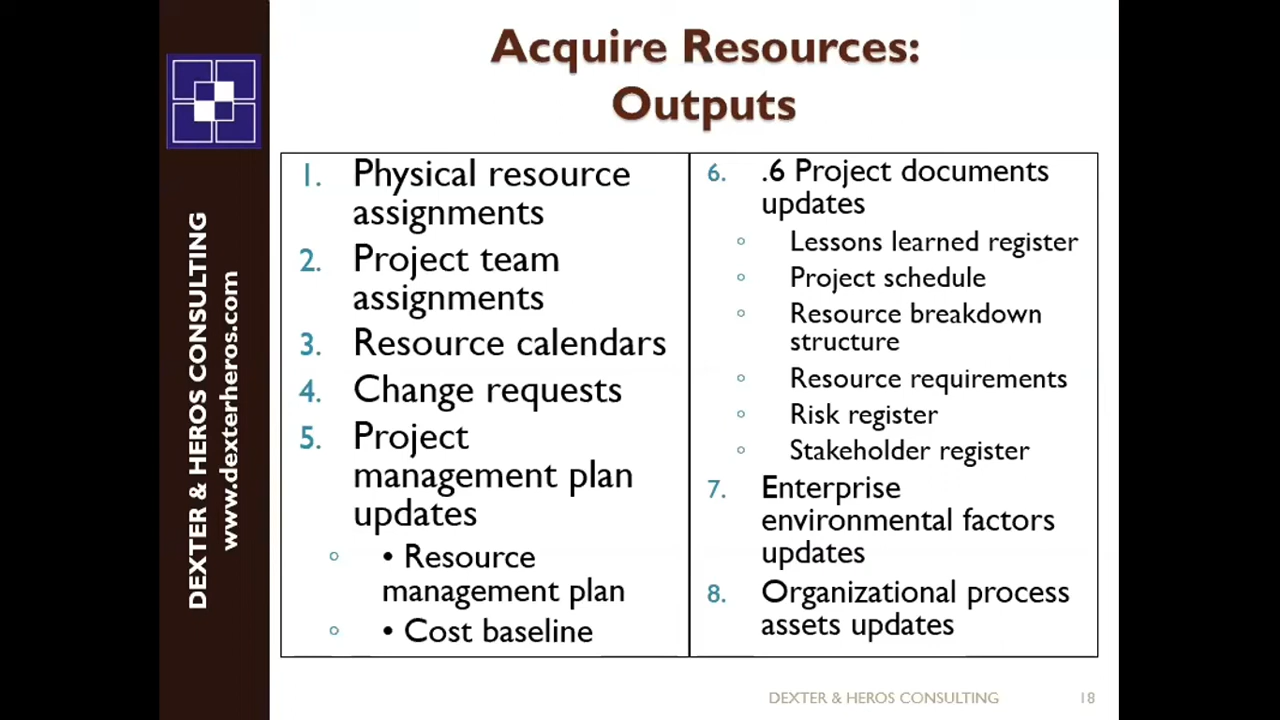 Acquire Resources:
Outputs
DEXTER & HEROS CONSULTING
www.dexterheros.com
1. Physical resource
assignments
2. Project team
assignments
3. Resource calendars
4. Change requests
5. Project
management plan
updates
• Resource
management plan
• Cost baseline
6. .6 Project documents
updates
Lessons learned register
Project schedule
Resource breakdown
structure
Resource requirements
Risk register
Stakeholder register
7. Enterprise
environmental factors
updates
8. Organizational process
assets updates
DEXTER & HEROS CONSULTING 18